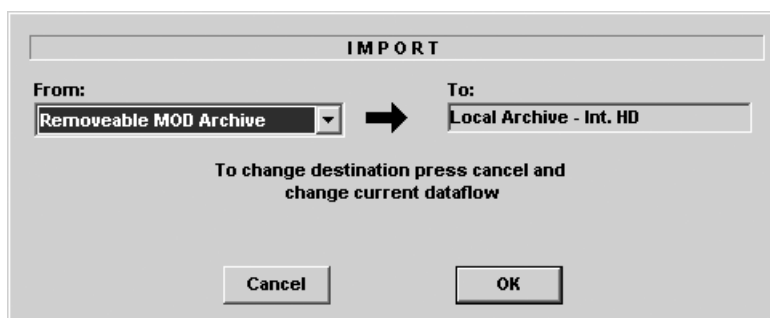 IMPORT
From:
To:
Removeable MOD Archive
Local Archive - Int. HD
To change destination press cancel and
change current dataflow
Cancel
OK